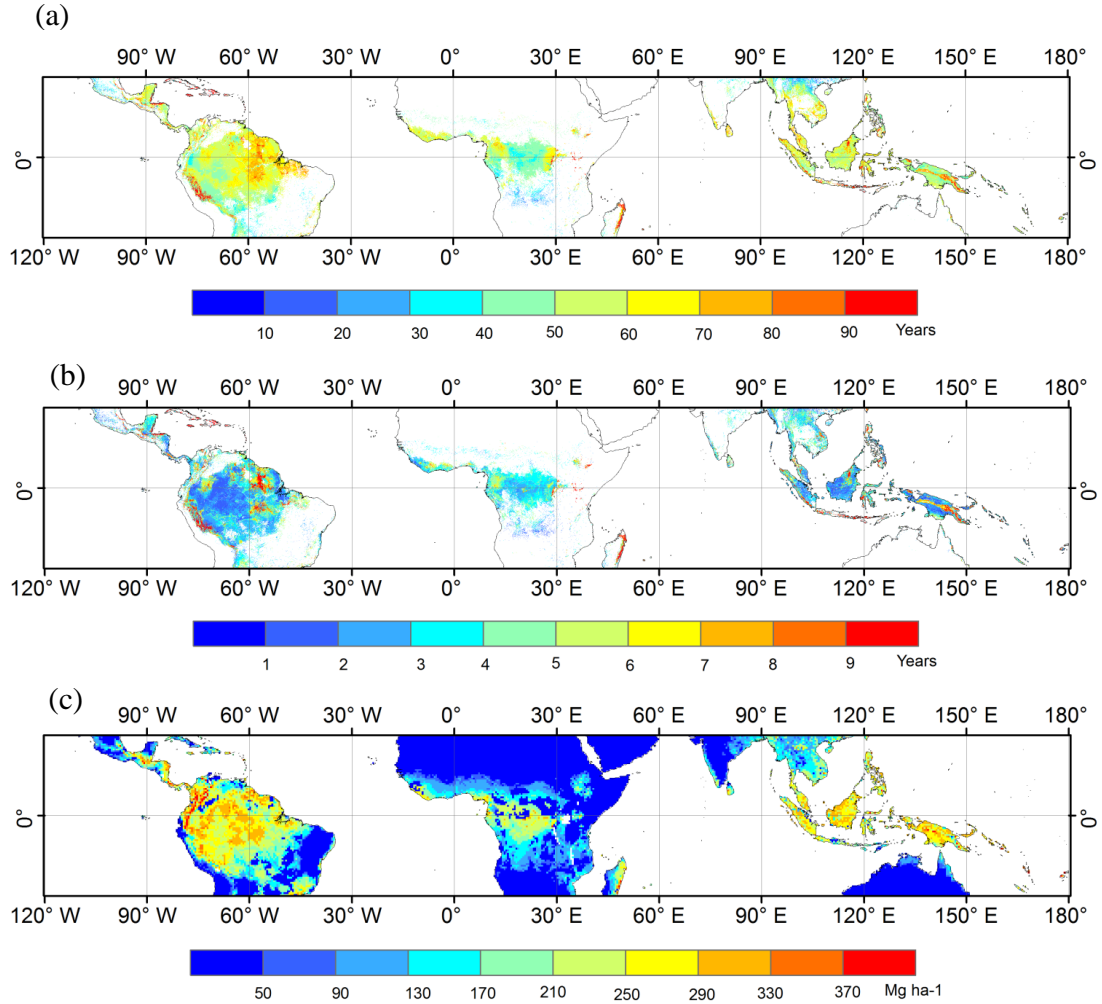 (a)
90° W 60° W 0° 30° E 60° E 90° E 120° E 150° E 180°
0° 0°
120° W 90° W 60° W 30° W 0° 30° E 60° E 90° E 120° E 150° E 180°
10 20 30 40 50 60 70 80 90 Years
(b)
90° W 60° W 0° 30° E 60° E 90° E 120° E 150° E 180°
0° 0°
120° W 90° W 60° W 30° W 0° 30° E 60° E 90° E 120° E 150° E 180°
1 2 3 4 5 6 7 8 9 Years
(c)
90° W 60° W 0° 30° E 60° E 90° E 120° E 150° E 180°
0° 0°
120° W 90° W 60° W 30° W 0° 30° E 60° E 90° E 120° E 150° E 180°
50 90 130 170 210 250 290 330 370 Mg ha-1